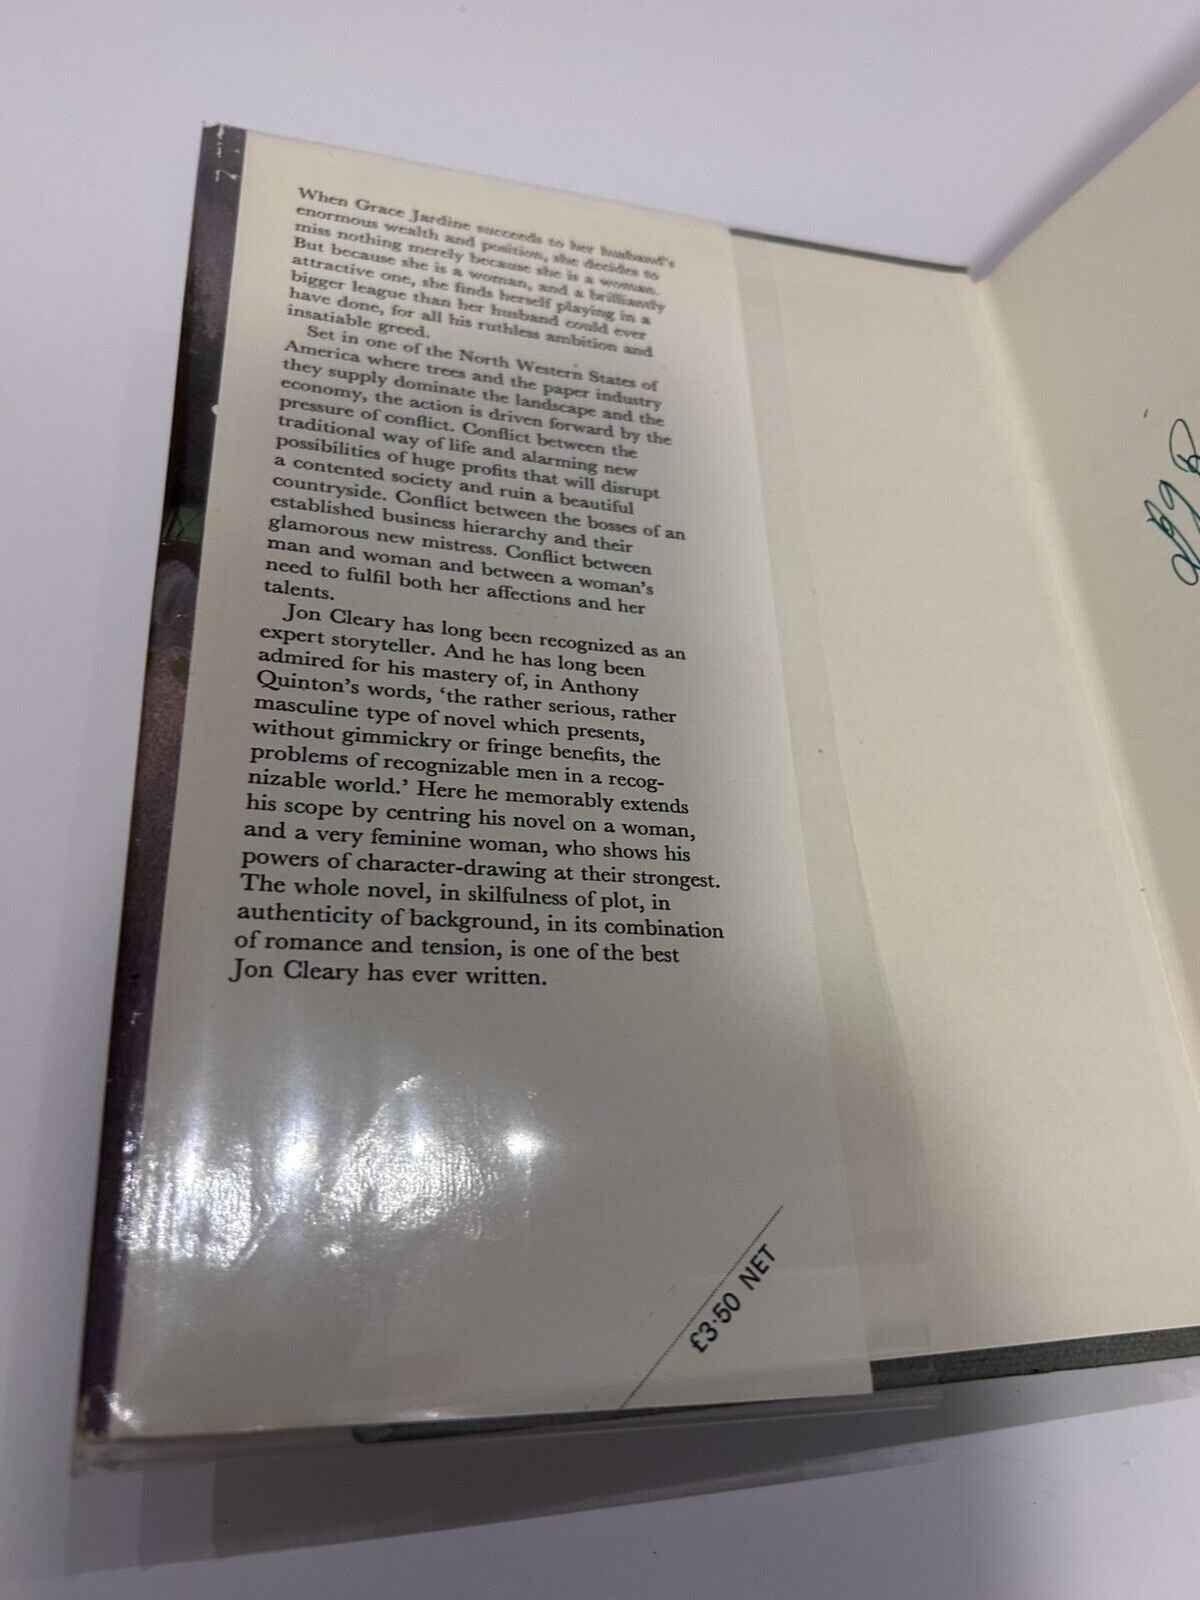 When Grace Jardine succeeds to her husband's
enormous wealth and position, she decides to
miss nothing merely because she is a woman.
But because she is a woman, and a brilliantly
attractive one, she finds herself playing in a
bigger league than her husband could ever
have done, for all his ruthless ambition and
insatiable greed.
Set in one of the North Western States of
America where trees and the paper industry
they supply dominate the landscape and the
economy, the action is driven forward by the
pressure of conflict. Conflict between the
traditional way of life and alarming new
possibilities of huge profits that will disrupt
a contented society and ruin a beautiful
countryside. Conflict between the bosses of an
established business hierarchy and their
glamorous new mistress. Conflict between
man and woman and between a woman's
need to fulfil both her affections and her
talents.
Jon Cleary has long been recognized as an
expert storyteller. And he has long been
admired for his mastery of, in Anthony
Quinton's words, 'the rather serious, rather
masculine type of novel which presents,
without gimmickry or fringe benefits, the
problems of recognizable men in a recog-
nizable world.' Here he memorably extends
his scope by centring his novel on a woman,
and a very feminine woman, who shows his
powers of character-drawing at their strongest.
The whole novel, in skilfulness of plot, in
authenticity of background, in its combination
of romance and tension, is one of the best
Jon Cleary has ever written.
£3·50 NET